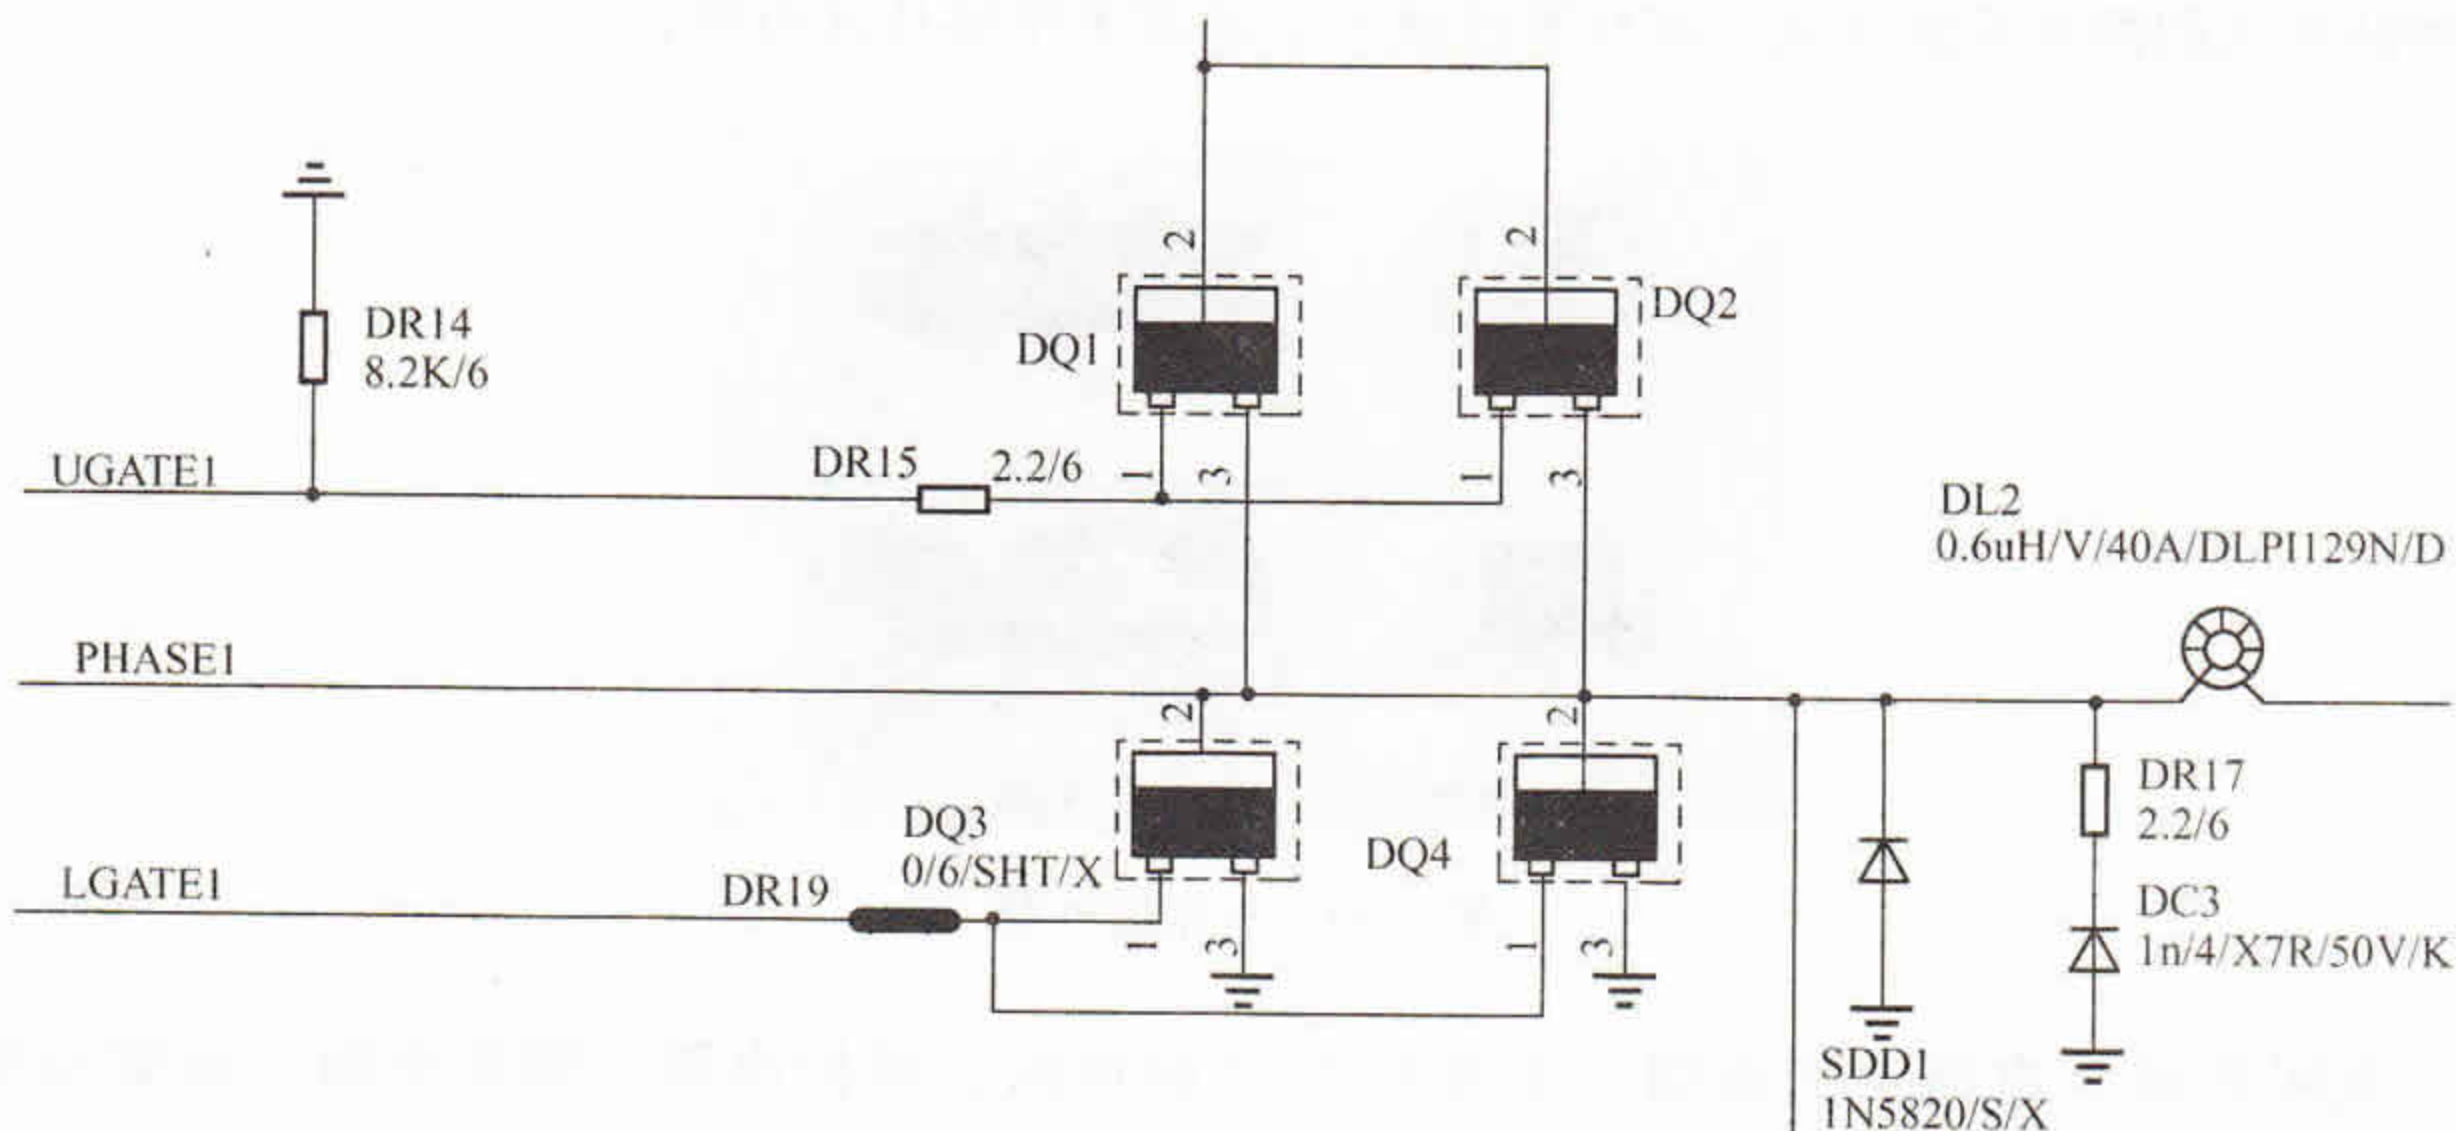 2
2
DQ2
DR14
8.2K/6
DQ1
UGATE1
DR15
2.2/6
1
3
1
3
DL2
0.6uH/V/40A/DLPI129N/D
PHASE1
2
2
DR17
2.2/6
DQ3
0/6/SHT/X
DQ4
LGATE1
DR19
DC3
1n/4/X7R/50V/K
1
3
1
3
SDD1
1N5820/S/X